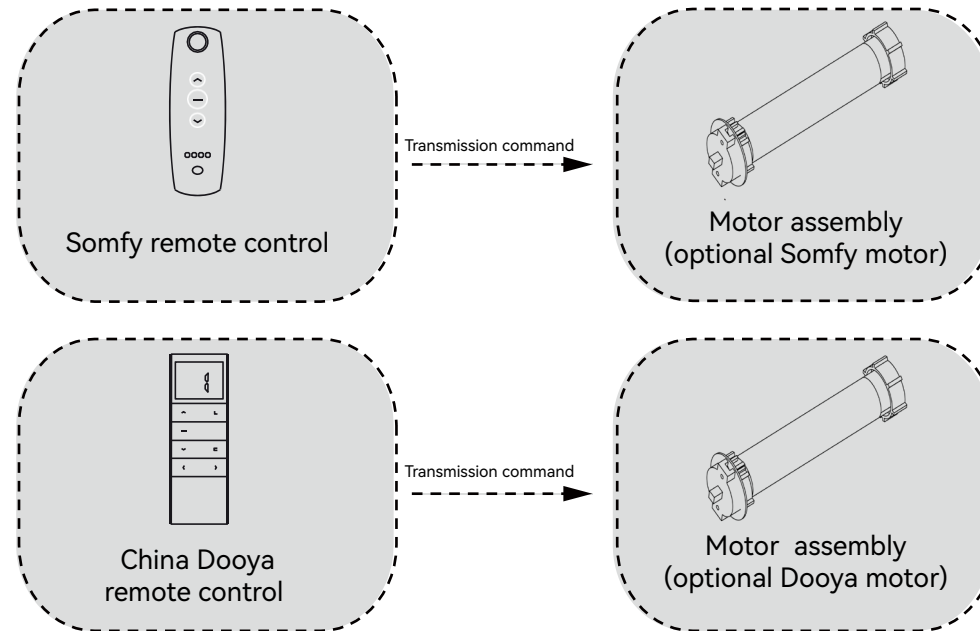 Transmission command
Somfy remote control
Motor assembly
(optional Somfy motor)
Transmission command
China Dooya
remote control
Motor assembly
(optional Dooya motor)